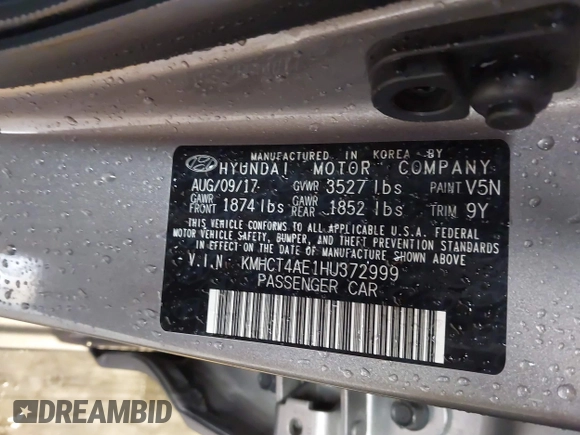 MANUFACTURED IN KOREA BY
HYUNDAI MOTOR COMPANY
AUG/09/17 GVWR 3527 lbs PAINT V5N
GAWR FRONT 1874 lbs GAWR REAR 1852 lbs TRIM 9Y
THIS VEHICLE CONFORMS TO ALL APPLICABLE U.S.A. FEDERAL
MOTOR VEHICLE SAFETY, BUMPER, AND THEFT PREVENTION STANDARDS
IN EFFECT ON THE DATE OF MANUFACTURE SHOWN ABOVE
V.I.N. KMHCT4AE1HU372999
PASSENGER CAR
DREAMBID